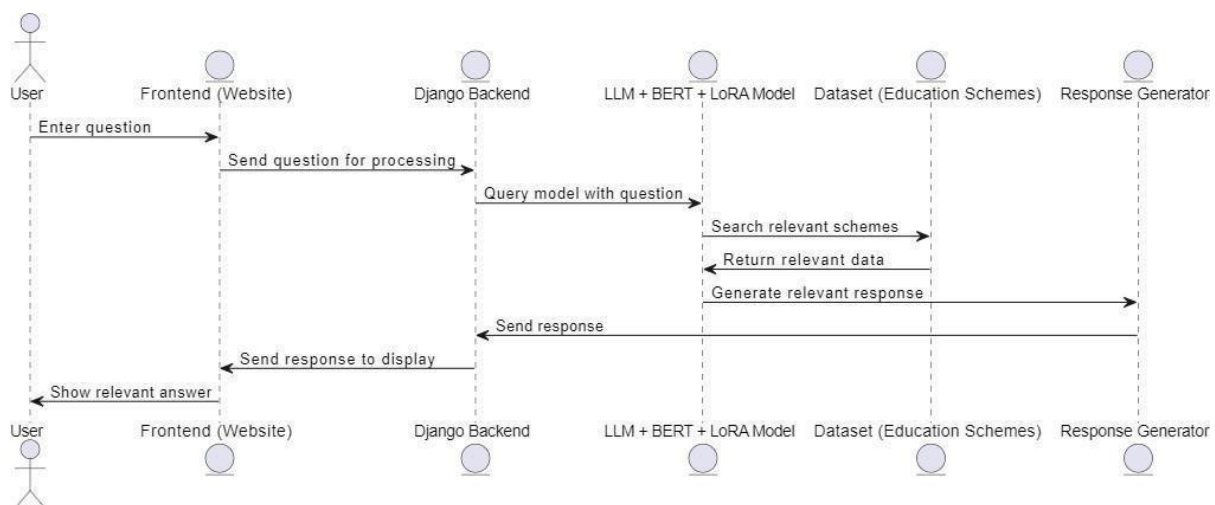 User
Frontend (Website)
Django Backend
LLM + BERT + LoRA Model
Dataset (Education Schemes)
Response Generator
Enter question
Send question for processing
Query model with question
Search relevant schemes
Return relevant data
Generate relevant response
Send response
Send response to display
Show relevant answer
User
Frontend (Website)
Django Backend
LLM + BERT + LoRA Model
Dataset (Education Schemes)
Response Generator